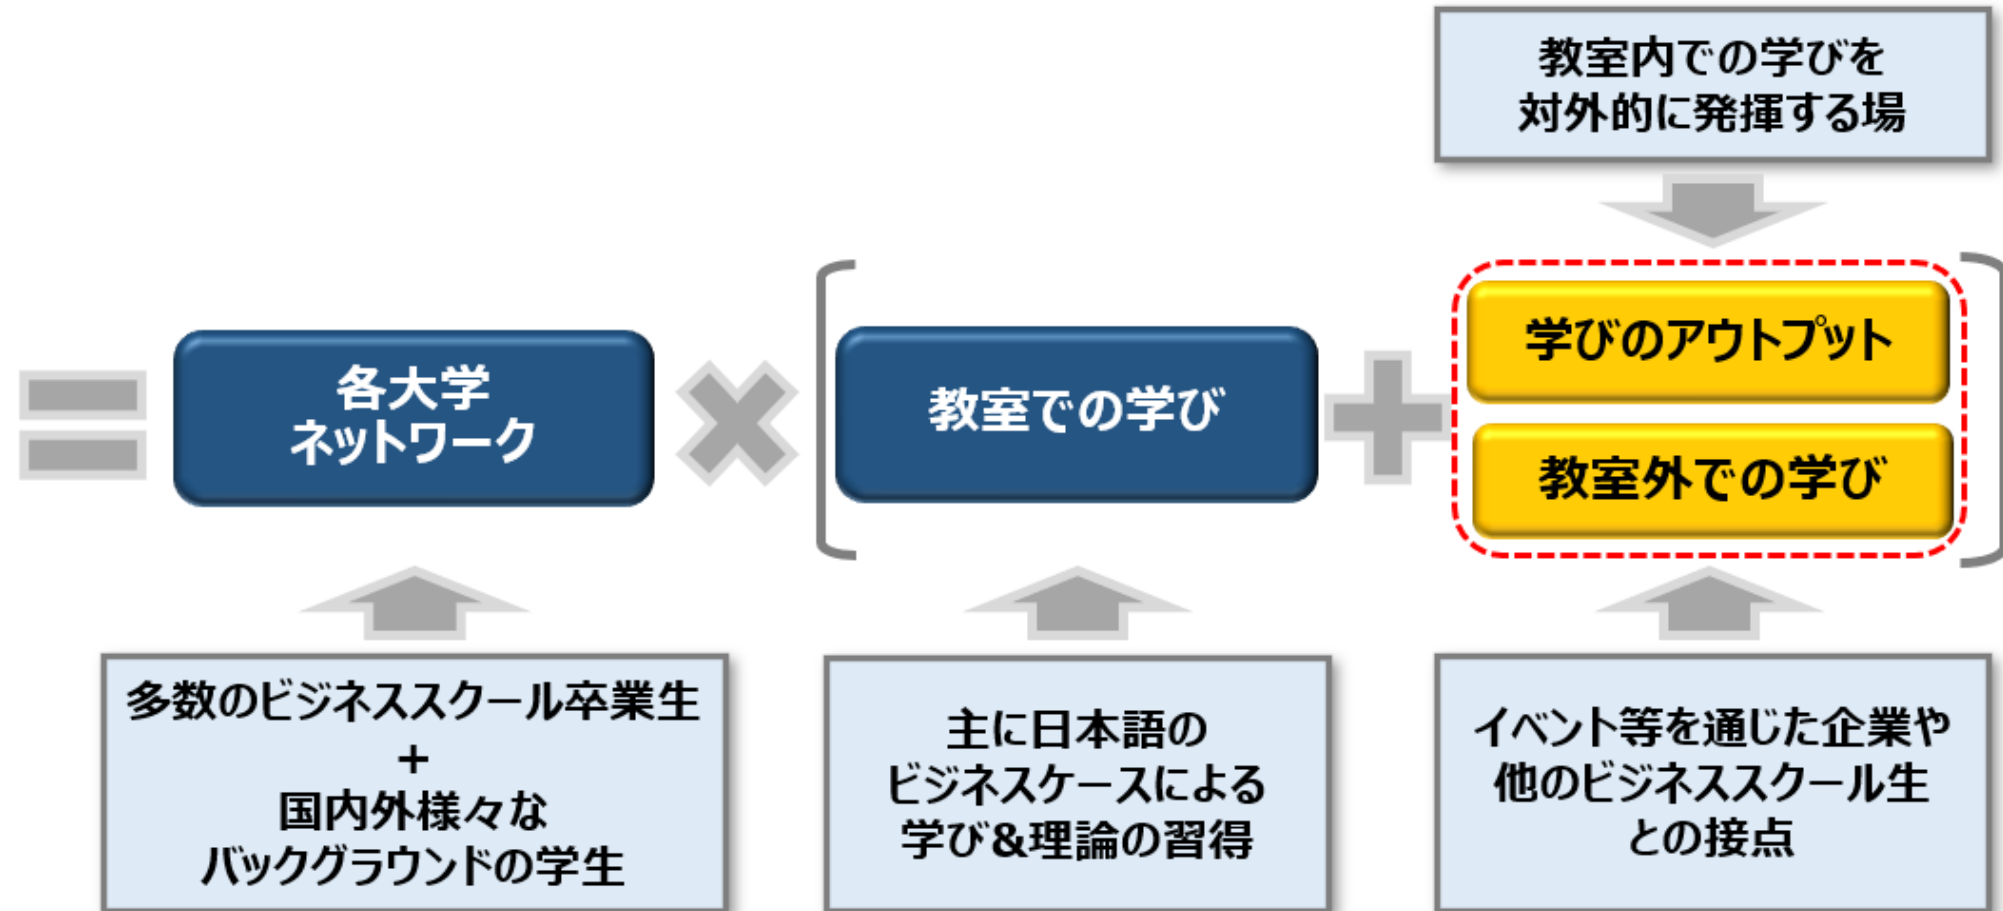 教室内での学びを
対外的に発揮する場
各大学
ネットワーク
教室での学び
学びのアウトプット
教室外での学び
多数のビジネススクール卒業生
+
国内外様々な
バックグラウンドの学生
主に日本語の
ビジネスケースによる
学び&理論の習得
イベント等を通じた企業や
他のビジネススクール生
との接点